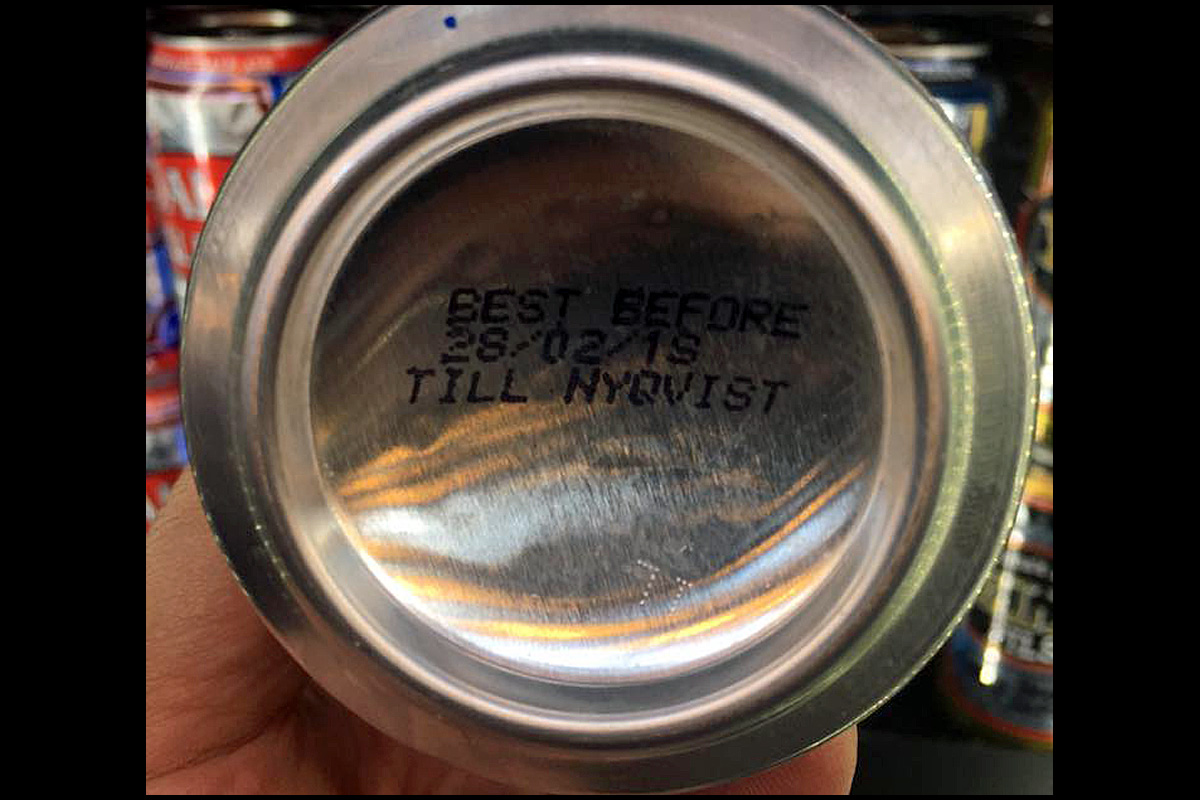 BEST BEFORE
28/02/18
TILL NYQVIST